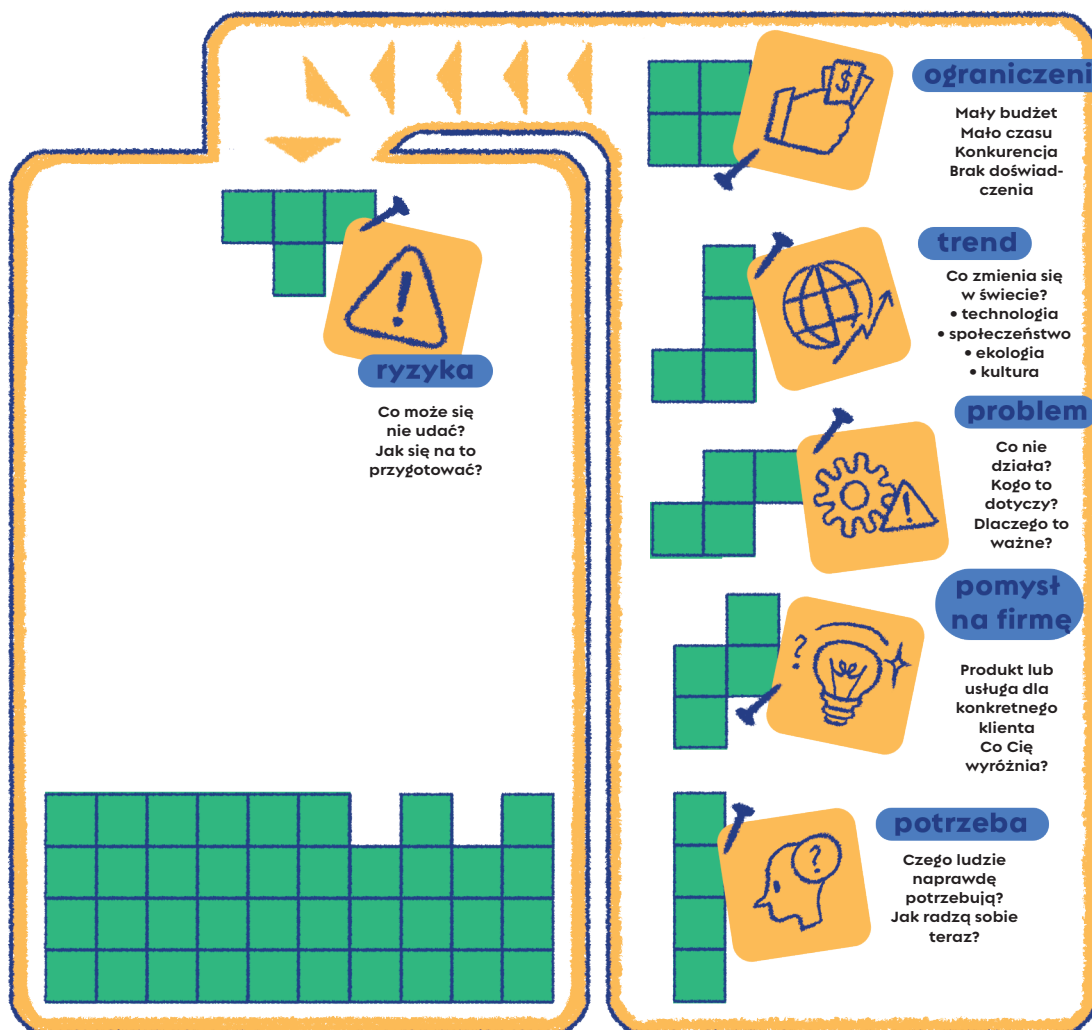 ryzyka
Co może się
nie udać?
Jak się na to
przygotować?
ograniczeni
Mały budżet
Mało czasu
Konkurencja
Brak doświad-
czenia
trend
Co zmienia się
w świecie?
• technologia
• społeczeństwo
• ekologia
• kultura
problem
Co nie
działa?
Kogo to
dotyczy?
Dlaczego to
ważne?
pomysł
na firmę
Produkt lub
usługa dla
konkretnego
klienta
Co Cię
wyróżnia?
potrzeba
Czego ludzie
naprawdę
potrzebują?
Jak radzą sobie
teraz?